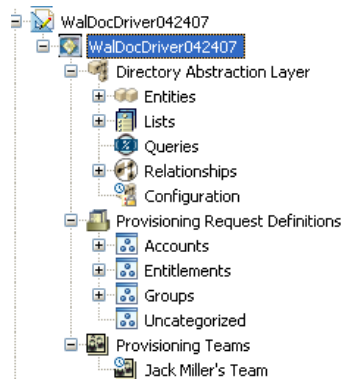 WalDocDriver042407
WalDocDriver042407
Directory Abstraction Layer
Entities
Lists
Queries
Relationships
Configuration
Provisioning Request Definitions
Accounts
Entitlements
Groups
Uncategorized
Provisioning Teams
Jack Miller's Team